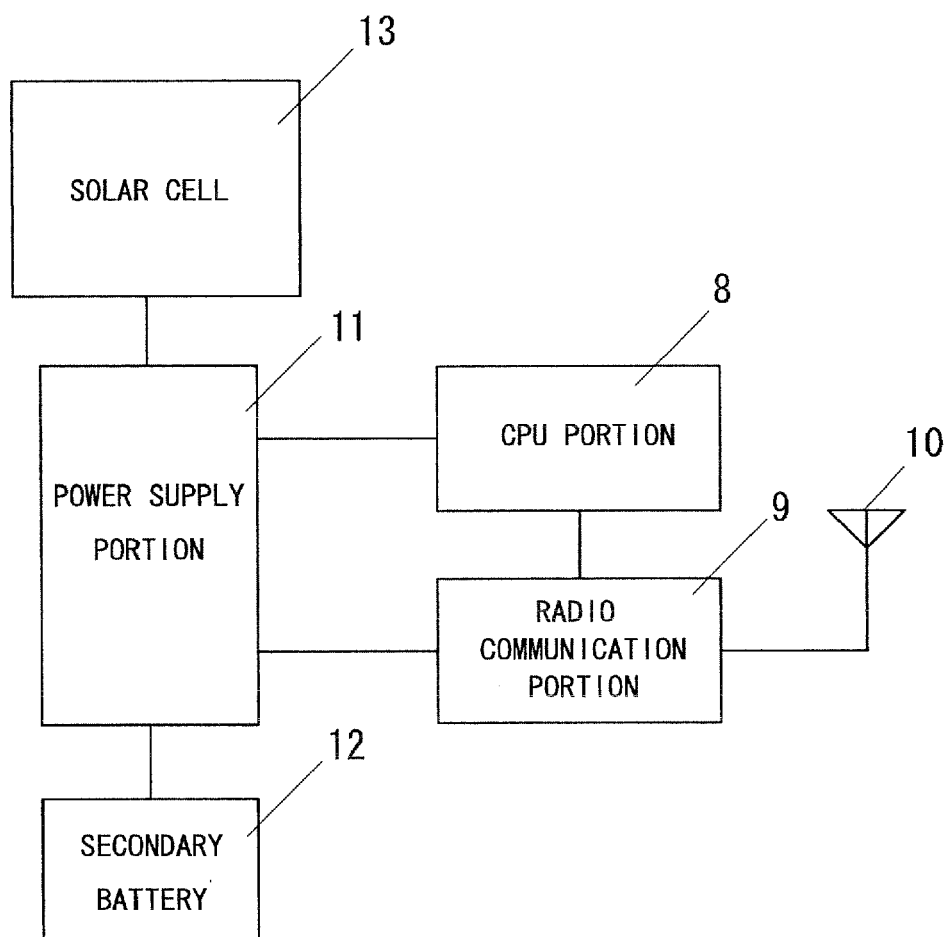 13
SOLAR CELL
11
8
CPU PORTION
10
POWER SUPPLY
PORTION
9
RADIO
COMMUNICATION
PORTION
12
SECONDARY
BATTERY